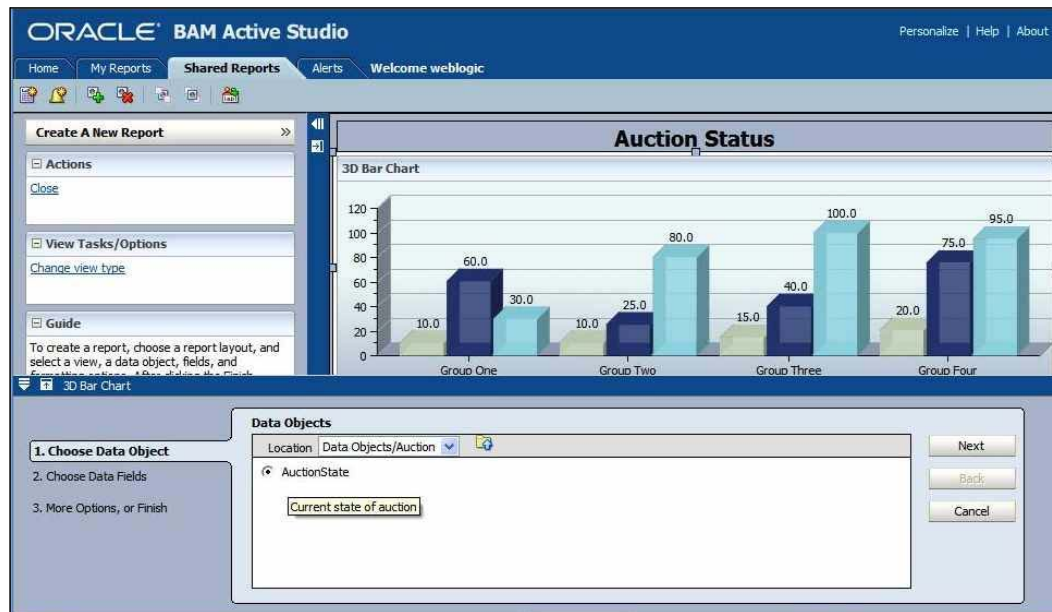 ORACLE BAM Active Studio
Personalize | Help | About
Home My Reports Shared Reports Alerts Welcome weblogic
Create A New Report »
Actions
Close
View Tasks/Options
Change view type
Guide
To create a report, choose a report layout, and
select a view, a data object, fields, and
Auction Status
3D Bar Chart
120
100
80
60
40
20
0
10.0 60.0 30.0 10.0 25.0 80.0 15.0 40.0 100.0 20.0 75.0 95.0
Group One Group Two Group Three Group Four
3D Bar Chart
1. Choose Data Object
2. Choose Data Fields
3. More Options, or Finish
Data Objects
Location Data Objects/Auction
AuctionState
Current state of auction
Next
Back
Cancel